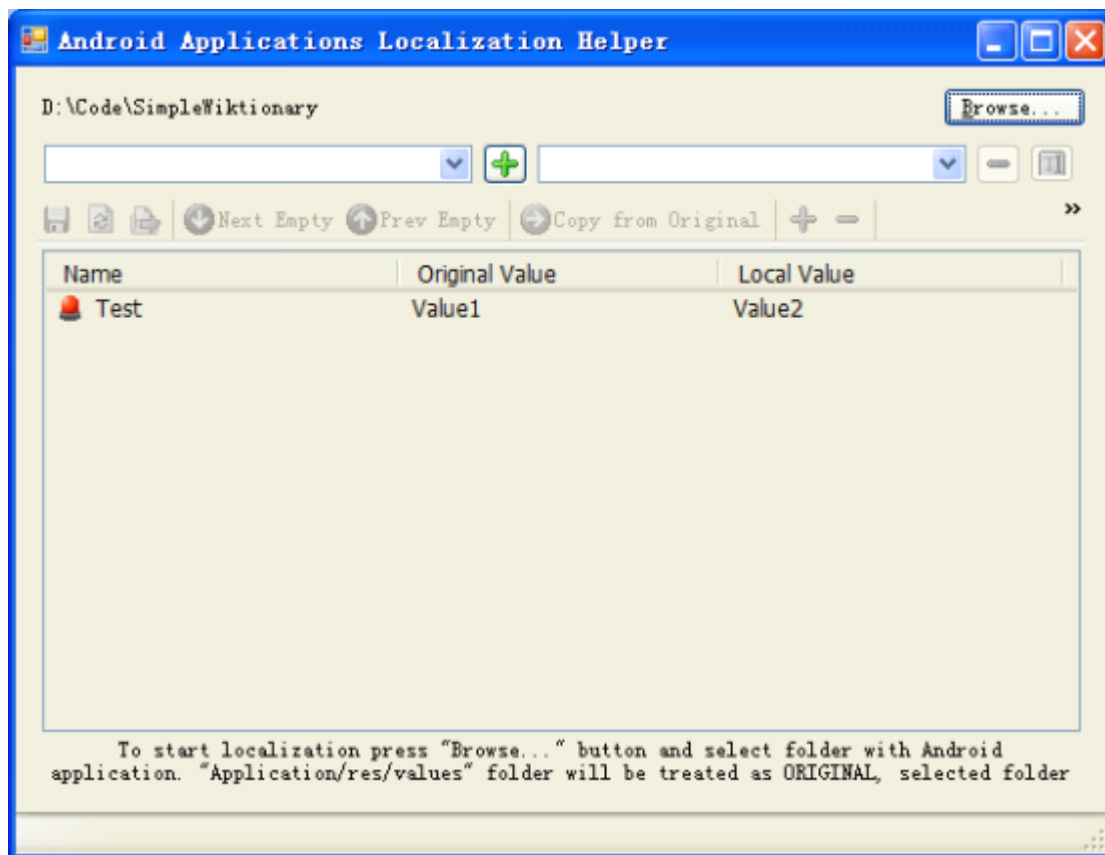 Android Applications Localization Helper
D:\Code\SimpleWiktionary
Browse...
Next Empty Prev Empty Copy from Original »
Name Original Value Local Value
Test Value1 Value2
To start localization press "Browse..." button and select folder with Android
application. "Application/res/values" folder will be treated as ORIGINAL, selected folder